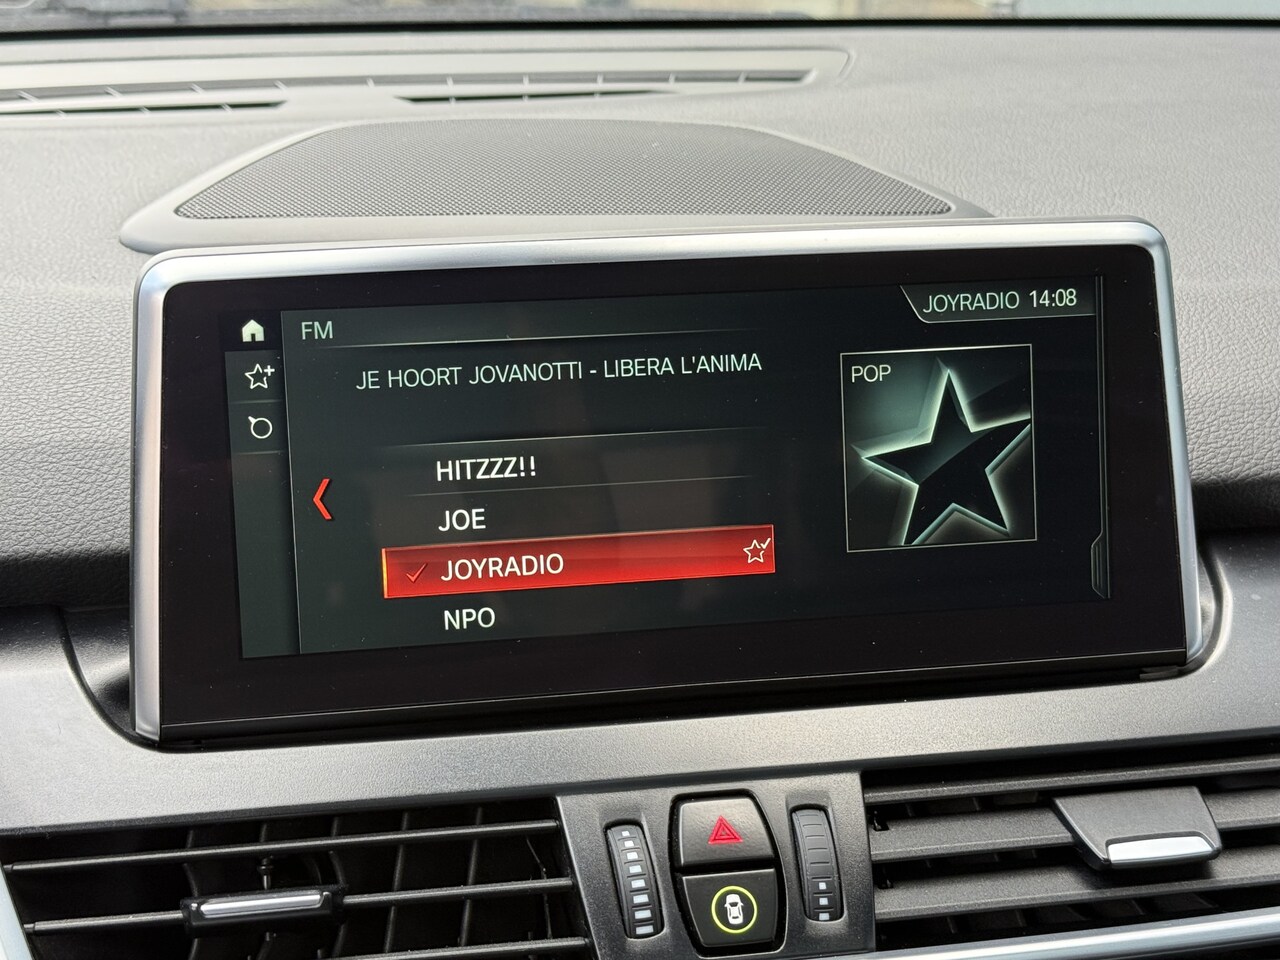 JOYRADIO 14:08
FM
JE HOORT JOVANOTTI - LIBERA L'ANIMA
POP
HITZZZ!!
JOE
JOYRADIO
NPO